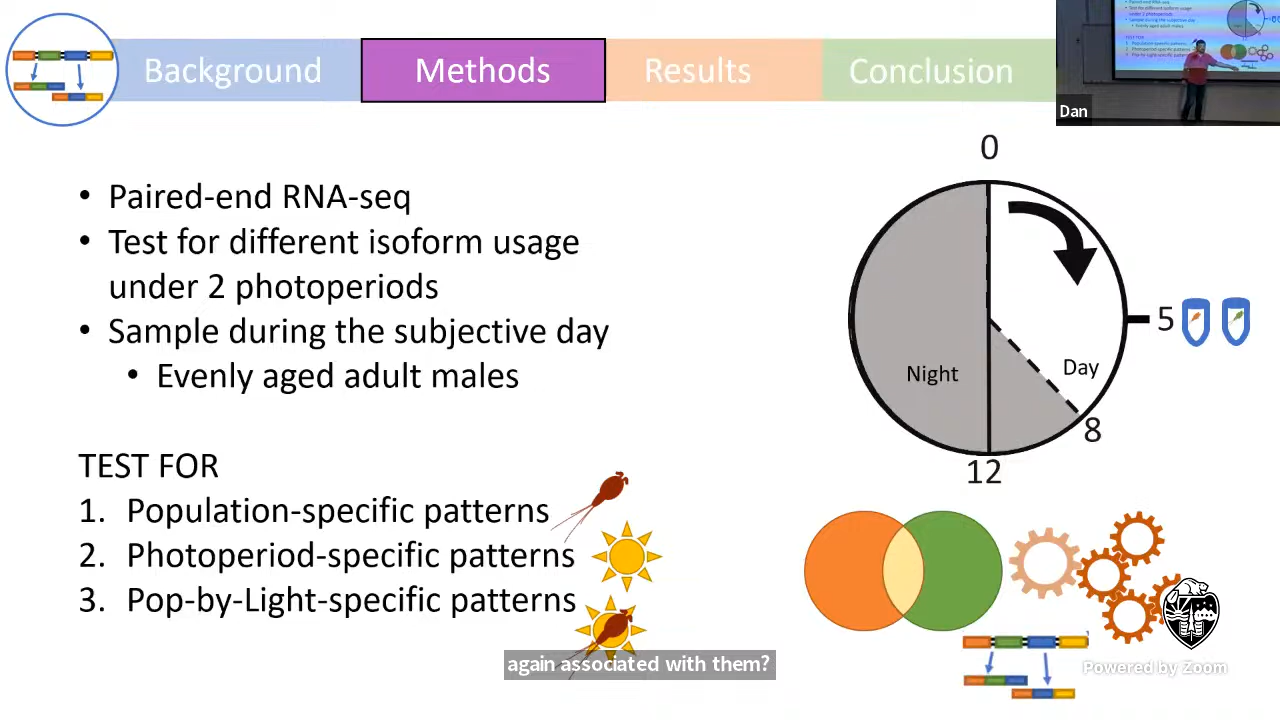 Background
Methods
Results
Conclusion
Dan
• Paired-end RNA-seq
• Test for different isoform usage
under 2 photoperiods
• Sample during the subjective day
• Evenly aged adult males
TEST FOR
1. Population-specific patterns
2. Photoperiod-specific patterns
3. Pop-by-Light-specific patterns
0
5
Night
Day
8
12
again associated with them?
Powered by Zoom